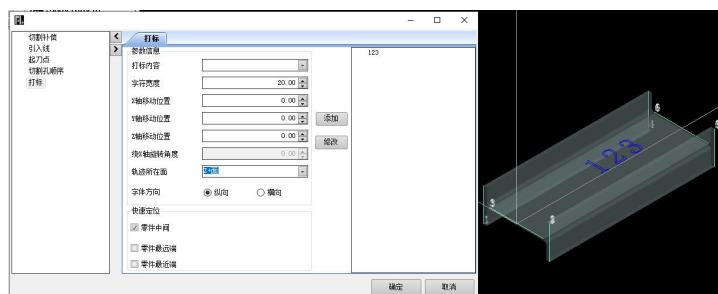 切割补偿
引入线
起刀点
切割孔顺序
打标
打标
参数信息
打标内容
字符宽度 20.00
X轴移动位置 0.00
Y轴移动位置 0.00
Z轴移动位置 0.00
绕X轴旋转角度 0.00
轨迹所在面
字体方向 纵向 横向
快速定位
零件中间
零件最远端
零件最近端
添加
修改
123
确定 取消
123